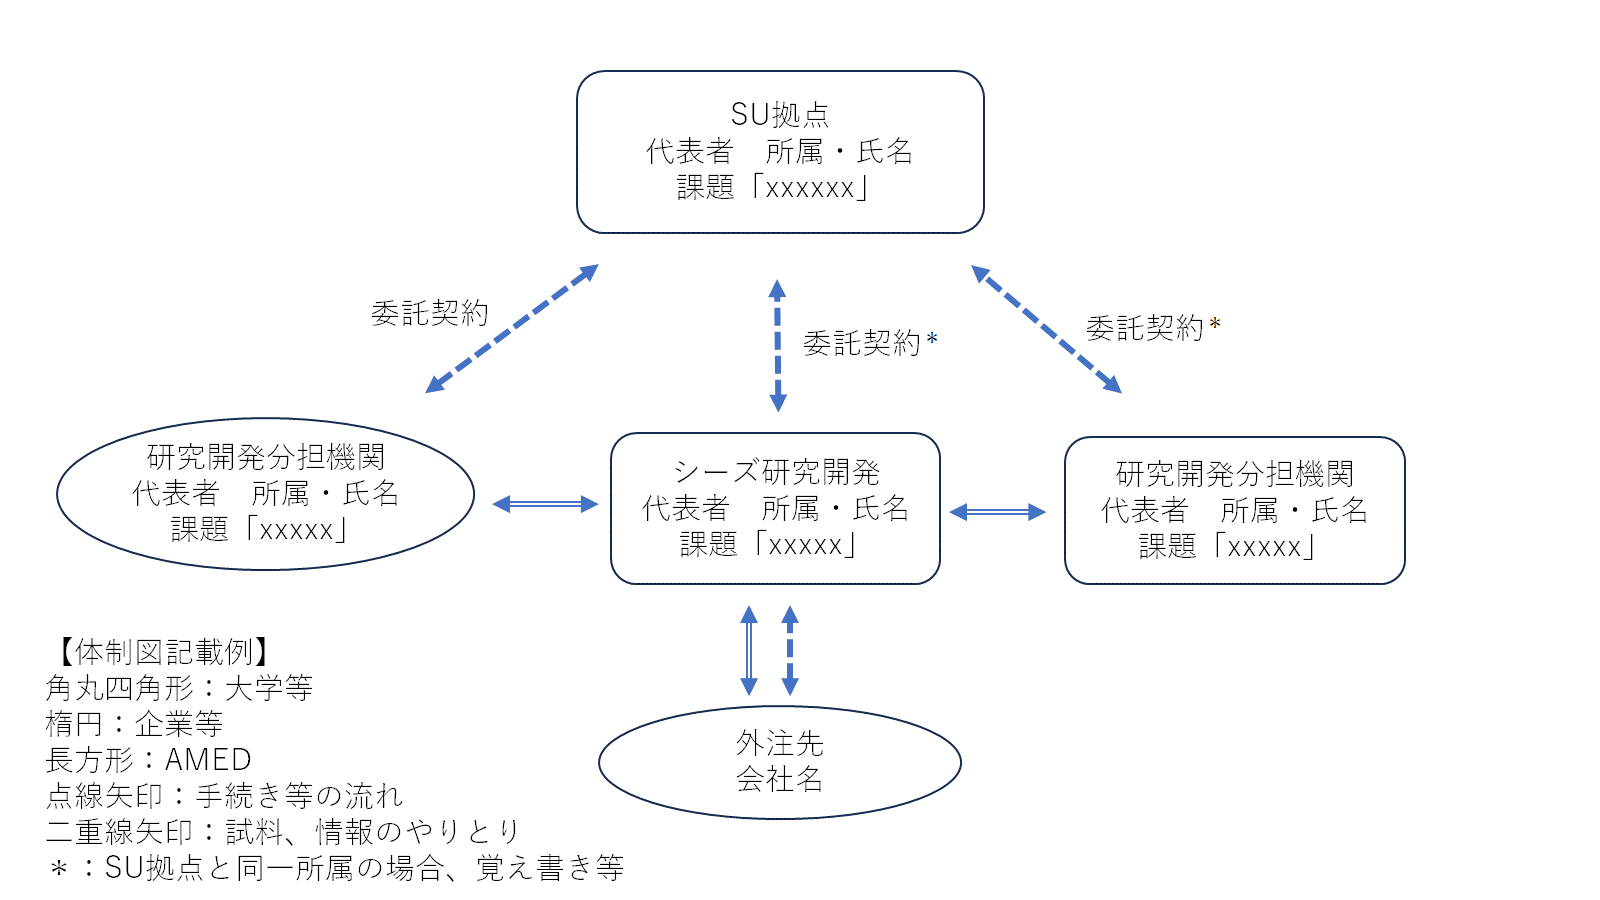 SU拠点
代表者　所属・氏名
課題「xxxxxx」
委託契約
委託契約*
委託契約*
研究開発分担機関
代表者　所属・氏名
課題「xxxxx」
シーズ研究開発
代表者　所属・氏名
課題「xxxxx」
研究開発分担機関
代表者　所属・氏名
課題「xxxxx」
外注先
会社名
【体制図記載例】
角丸四角形：大学等
楕円：企業等
長方形：AMED
点線矢印：手続き等の流れ
二重線矢印：試料、情報のやりとり
＊：SU拠点と同一所属の場合、覚え書き等